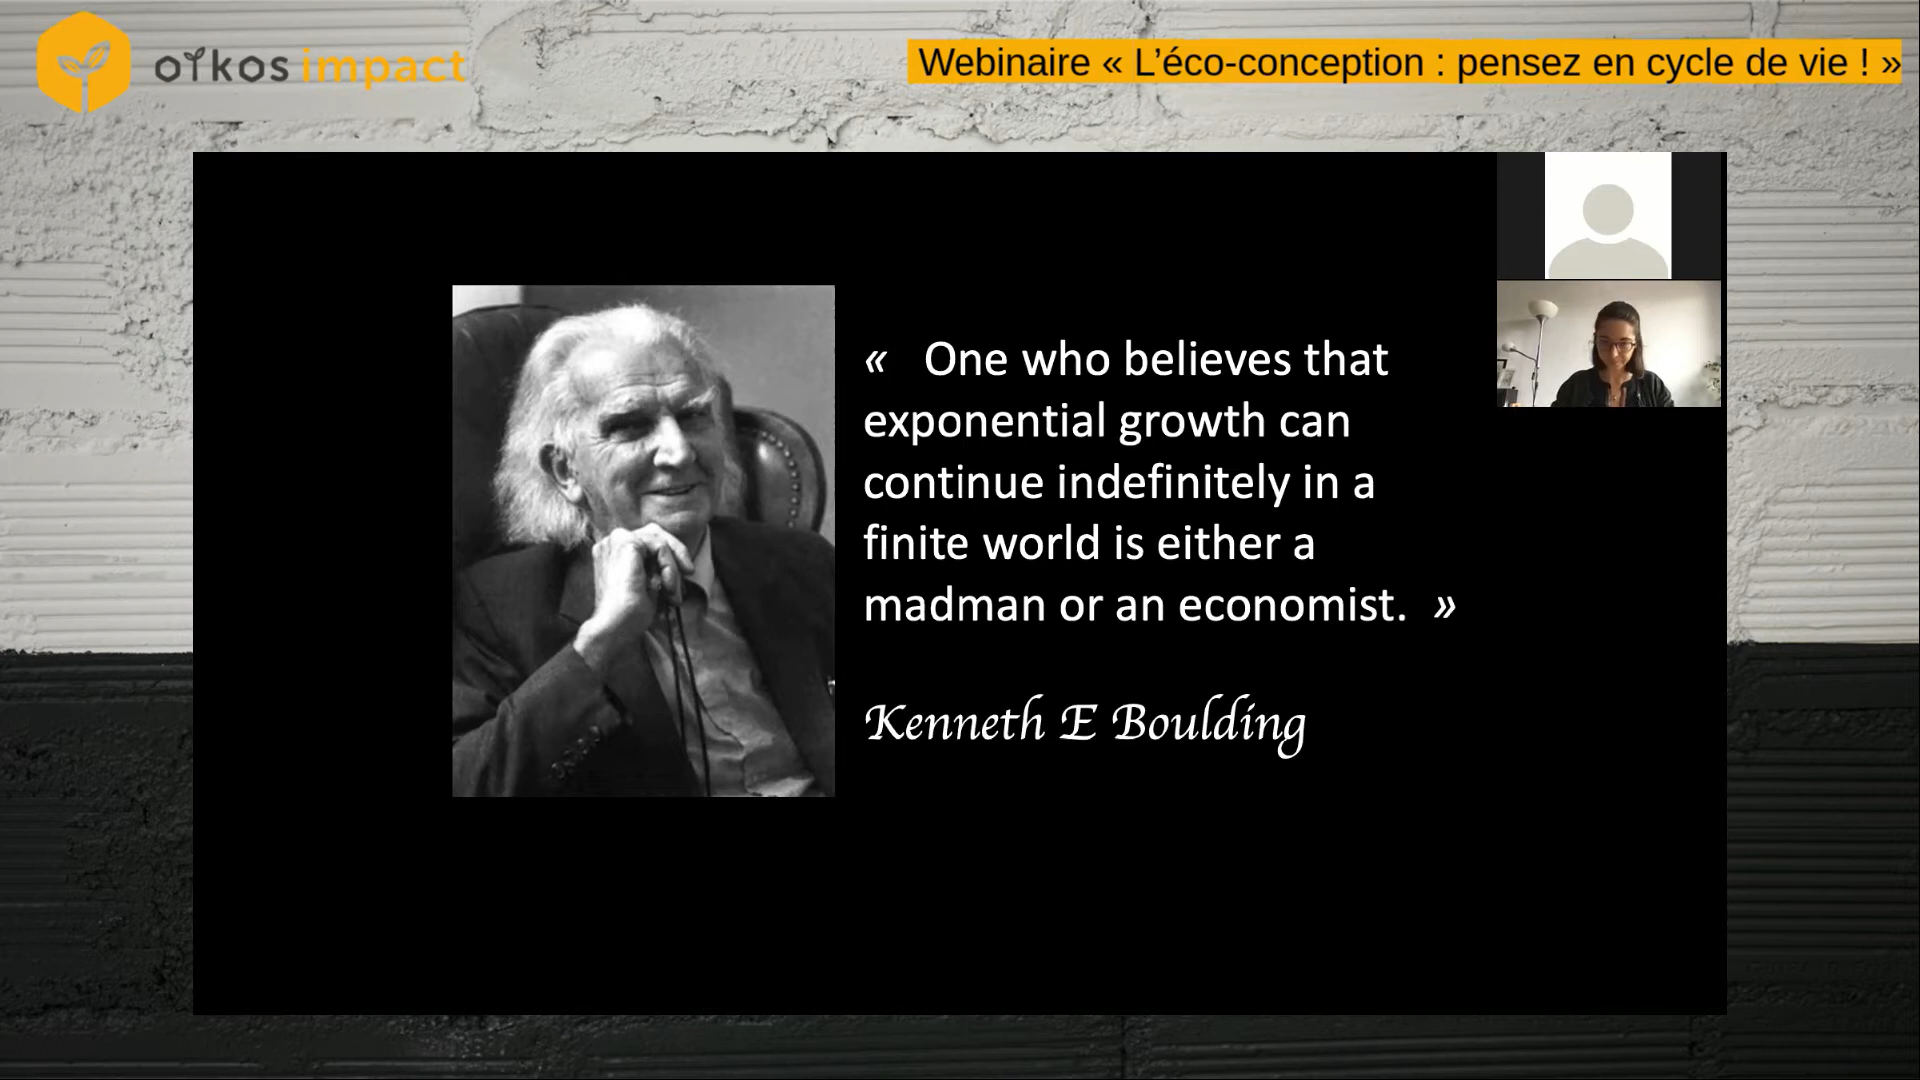 oikos impact
Webinaire « L’éco-conception : pensez en cycle de vie ! »
« One who believes that
exponential growth can
continue indefinitely in a
finite world is either a
madman or an economist. »
Kenneth E Boulding